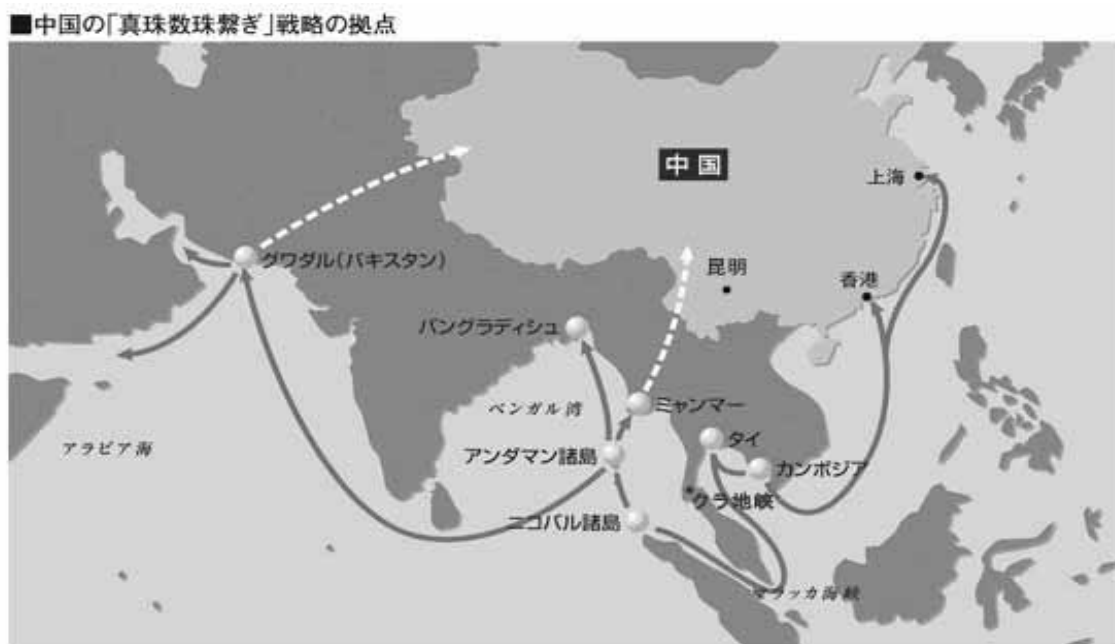 ■中国の「真珠数珠繋ぎ」戦略の拠点
中国
上海
グワダル(パキスタン)
昆明
香港
バングラディシュ
ベンガル湾
ミャンマー
アラビア海
タイ
アンダマン諸島
カンボジア
クラ地峡
ニコバル諸島
マラッカ海峡